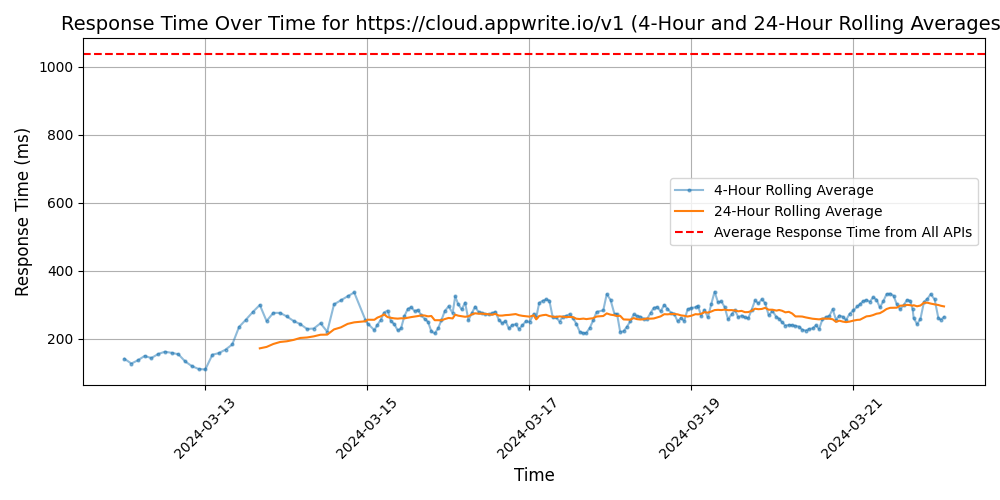 Response Time Over Time for https://cloud.appwrite.io/v1 (4-Hour and 24-Hour Rolling Averages
Response Time (ms)
1000
800
600
400
200
4-Hour Rolling Average
24-Hour Rolling Average
Average Response Time from All APIs
2024-03-13
2024-03-15
2024-03-17
2024-03-19
2024-03-21
Time